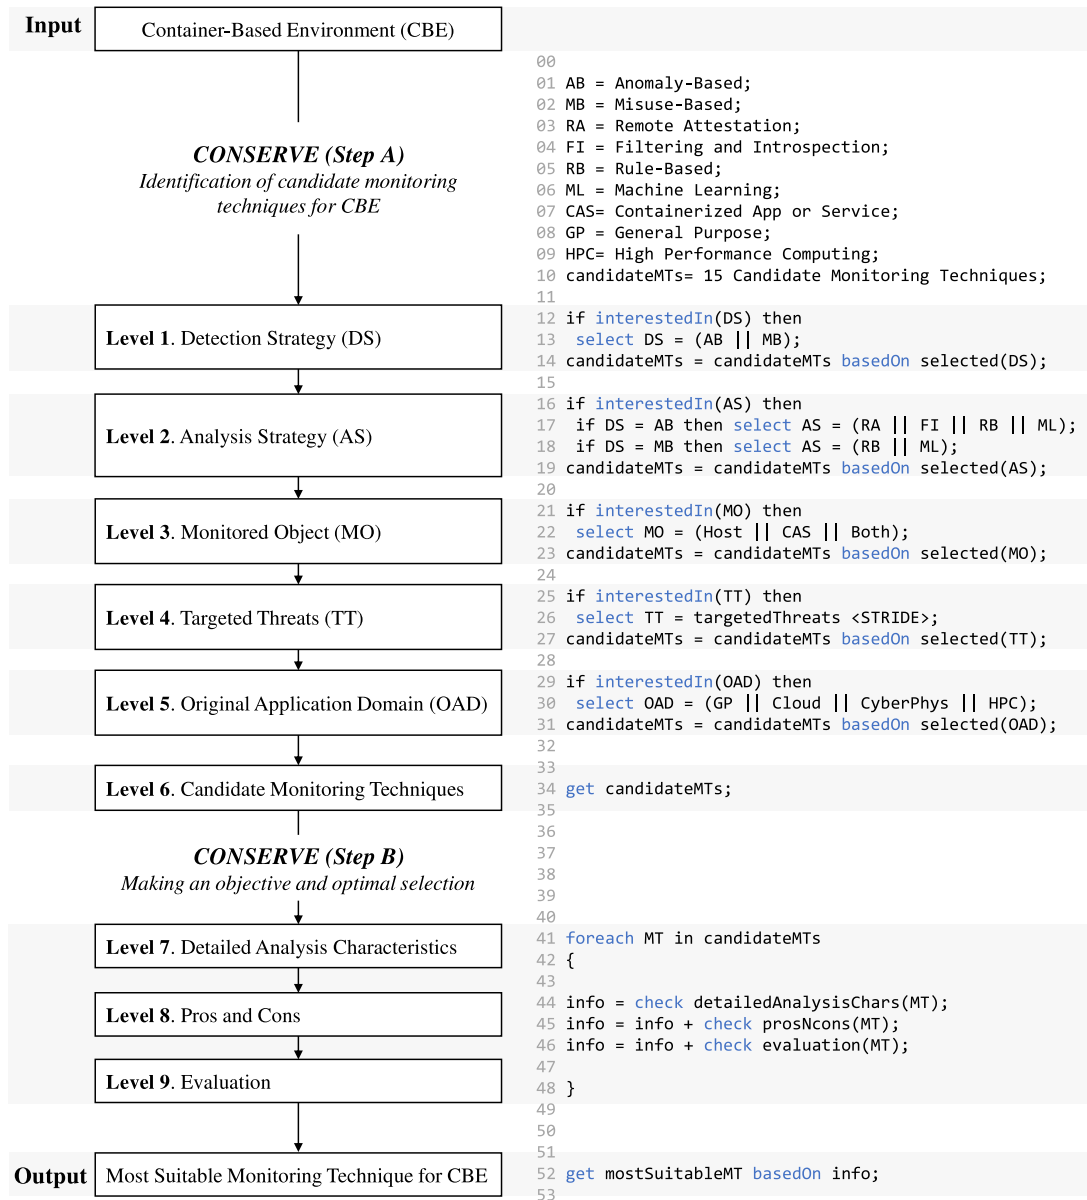 Input
Container-Based Environment (CBE)
CONSERVE (Step A)
Identification of candidate monitoring
techniques for CBE
Level 1. Detection Strategy (DS)
Level 2. Analysis Strategy (AS)
Level 3. Monitored Object (MO)
Level 4. Targeted Threats (TT)
Level 5. Original Application Domain (OAD)
Level 6. Candidate Monitoring Techniques
CONSERVE (Step B)
Making an objective and optimal selection
Level 7. Detailed Analysis Characteristics
Level 8. Pros and Cons
Level 9. Evaluation
Output
Most Suitable Monitoring Technique for CBE
00
01 AB = Anomaly-Based;
02 MB = Misuse-Based;
03 RA = Remote Attestation;
04 FI = Filtering and Introspection;
05 RB = Rule-Based;
06 ML = Machine Learning;
07 CAS= Containerized App or Service;
08 GP = General Purpose;
09 HPC= High Performance Computing;
10 candidateMTs= 15 Candidate Monitoring Techniques;
11
12 if interestedIn(DS) then
13 select DS = (AB || MB);
14 candidateMTs = candidateMTs basedOn selected(DS);
15
16 if interestedIn(AS) then
17 if DS = AB then select AS = (RA || FI || RB || ML);
18 if DS = MB then select AS = (RB || ML);
19 candidateMTs = candidateMTs basedOn selected(AS);
20
21 if interestedIn(MO) then
22 select MO = (Host || CAS || Both);
23 candidateMTs = candidateMTs basedOn selected(MO);
24
25 if interestedIn(TT) then
26 select TT = targetedThreats <STRIDE>;
27 candidateMTs = candidateMTs basedOn selected(TT);
28
29 if interestedIn(OAD) then
30 select OAD = (GP || Cloud || CyberPhys || HPC);
31 candidateMTs = candidateMTs basedOn selected(OAD);
32
33
34 get candidateMTs;
35
36
37
38
39
40
41 foreach MT in candidateMTs
42 {
43
44 info = check detailedAnalysisChars(MT);
45 info = info + check prosNcons(MT);
46 info = info + check evaluation(MT);
47
48 }
49
50
51
52 get mostSuitableMT basedOn info;
53